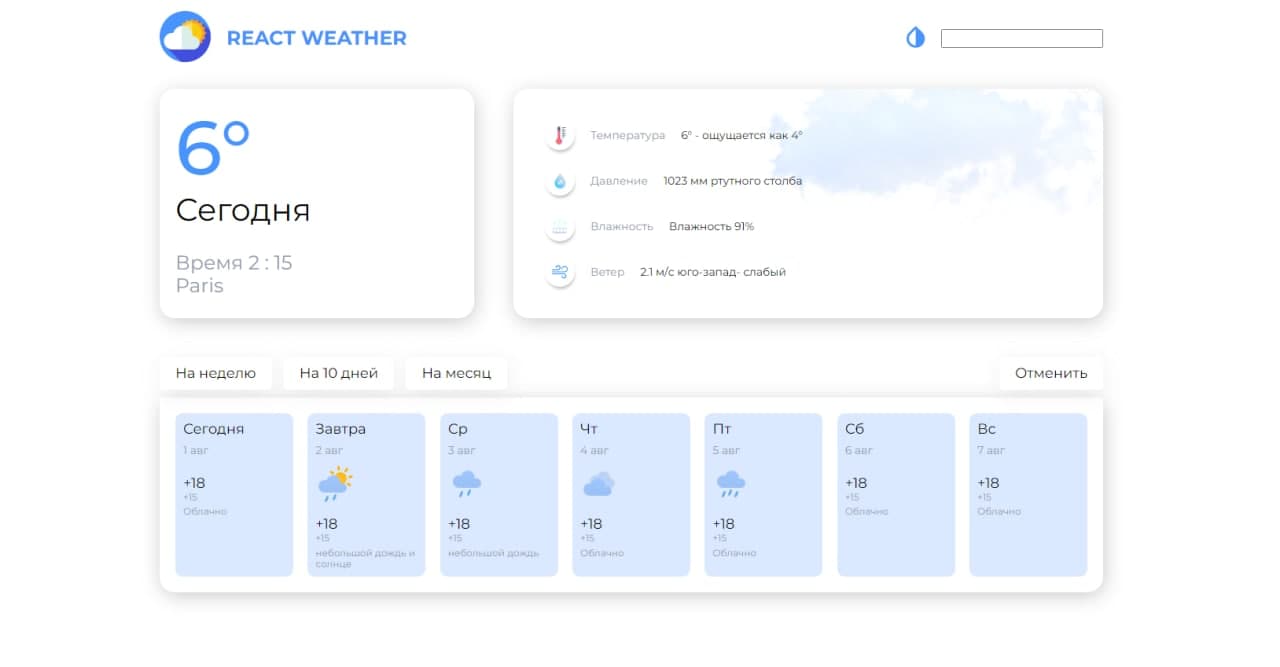 REACT WEATHER
6°
Сегодня
Время 2 : 15
Paris
Температура 6° - ощущается как 4°
Давление 1023 мм ртутного столба
Влажность Влажность 91%
Ветер 2.1 м/с юго-запад- слабый
На неделю На 10 дней На месяц Отменить
Сегодня
1 авг
+18
+15
Облачно
Завтра
2 авг
+18
+15
небольшой дождь и
солнце
Ср
3 авг
+18
+15
небольшой дождь
Чт
4 авг
+18
+15
Облачно
Пт
5 авг
+18
+15
Облачно
Сб
6 авг
+18
+15
Облачно
Вс
7 авг
+18
+15
Облачно